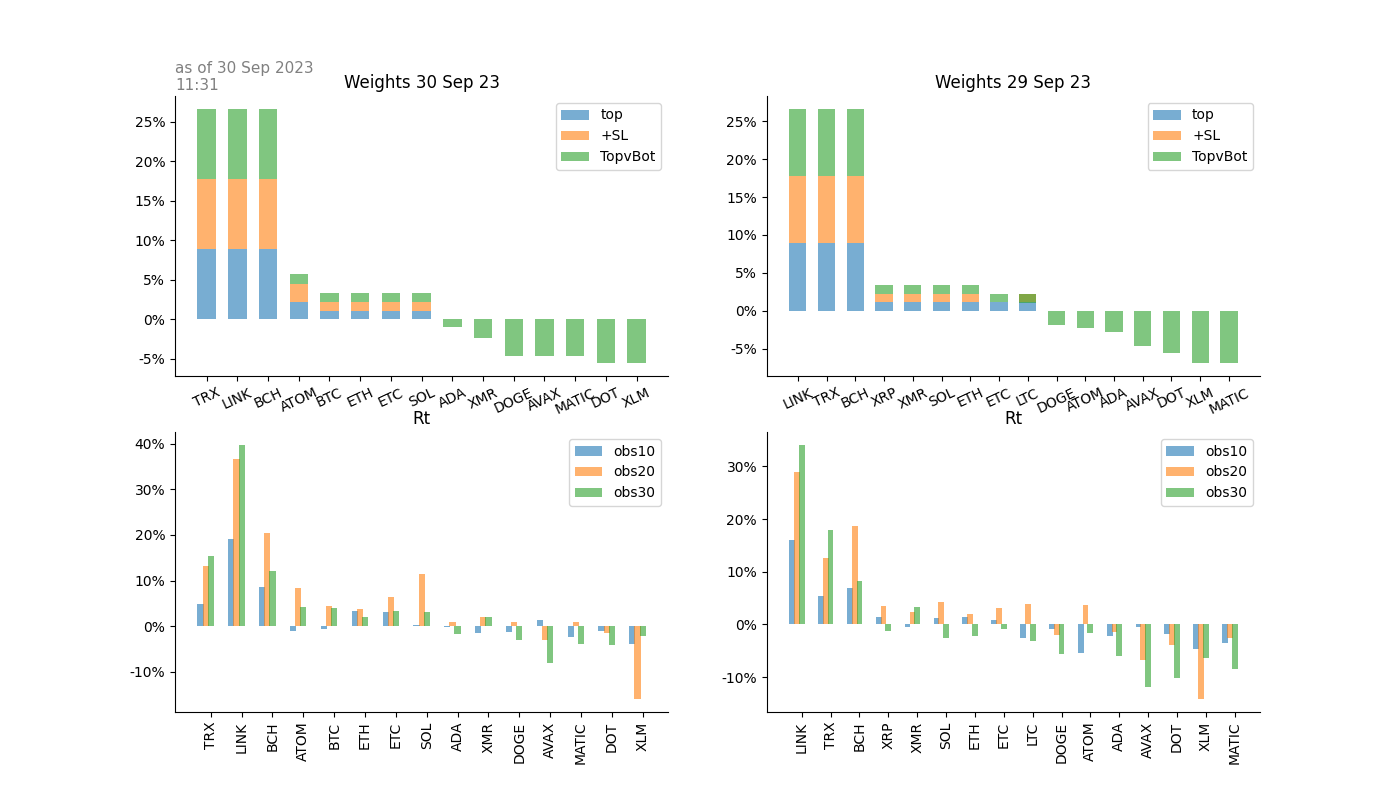 as of 30 Sep 2023
11:31
Weights 30 Sep 23
25%
20%
15%
10%
5%
0%
-5%
top
+SL
TopvBot
TRX LINK BCH ATOM BTC ETH ETC SOL ADA XMR DOGE AVAX MATIC DOT XLM
Weights 29 Sep 23
25%
20%
15%
10%
5%
0%
-5%
top
+SL
TopvBot
LINK TRX BCH XRP XMR SOL ETH ETC LTC DOGE ATOM ADA AVAX DOT XLM MATIC
Rt
40%
30%
20%
10%
0%
-10%
obs10
obs20
obs30
TRX LINK BCH ATOM BTC ETH ETC SOL ADA XMR DOGE AVAX MATIC DOT XLM
Rt
30%
20%
10%
0%
-10%
obs10
obs20
obs30
LINK TRX BCH XRP XMR SOL ETH ETC LTC DOGE ATOM ADA AVAX DOT XLM MATIC